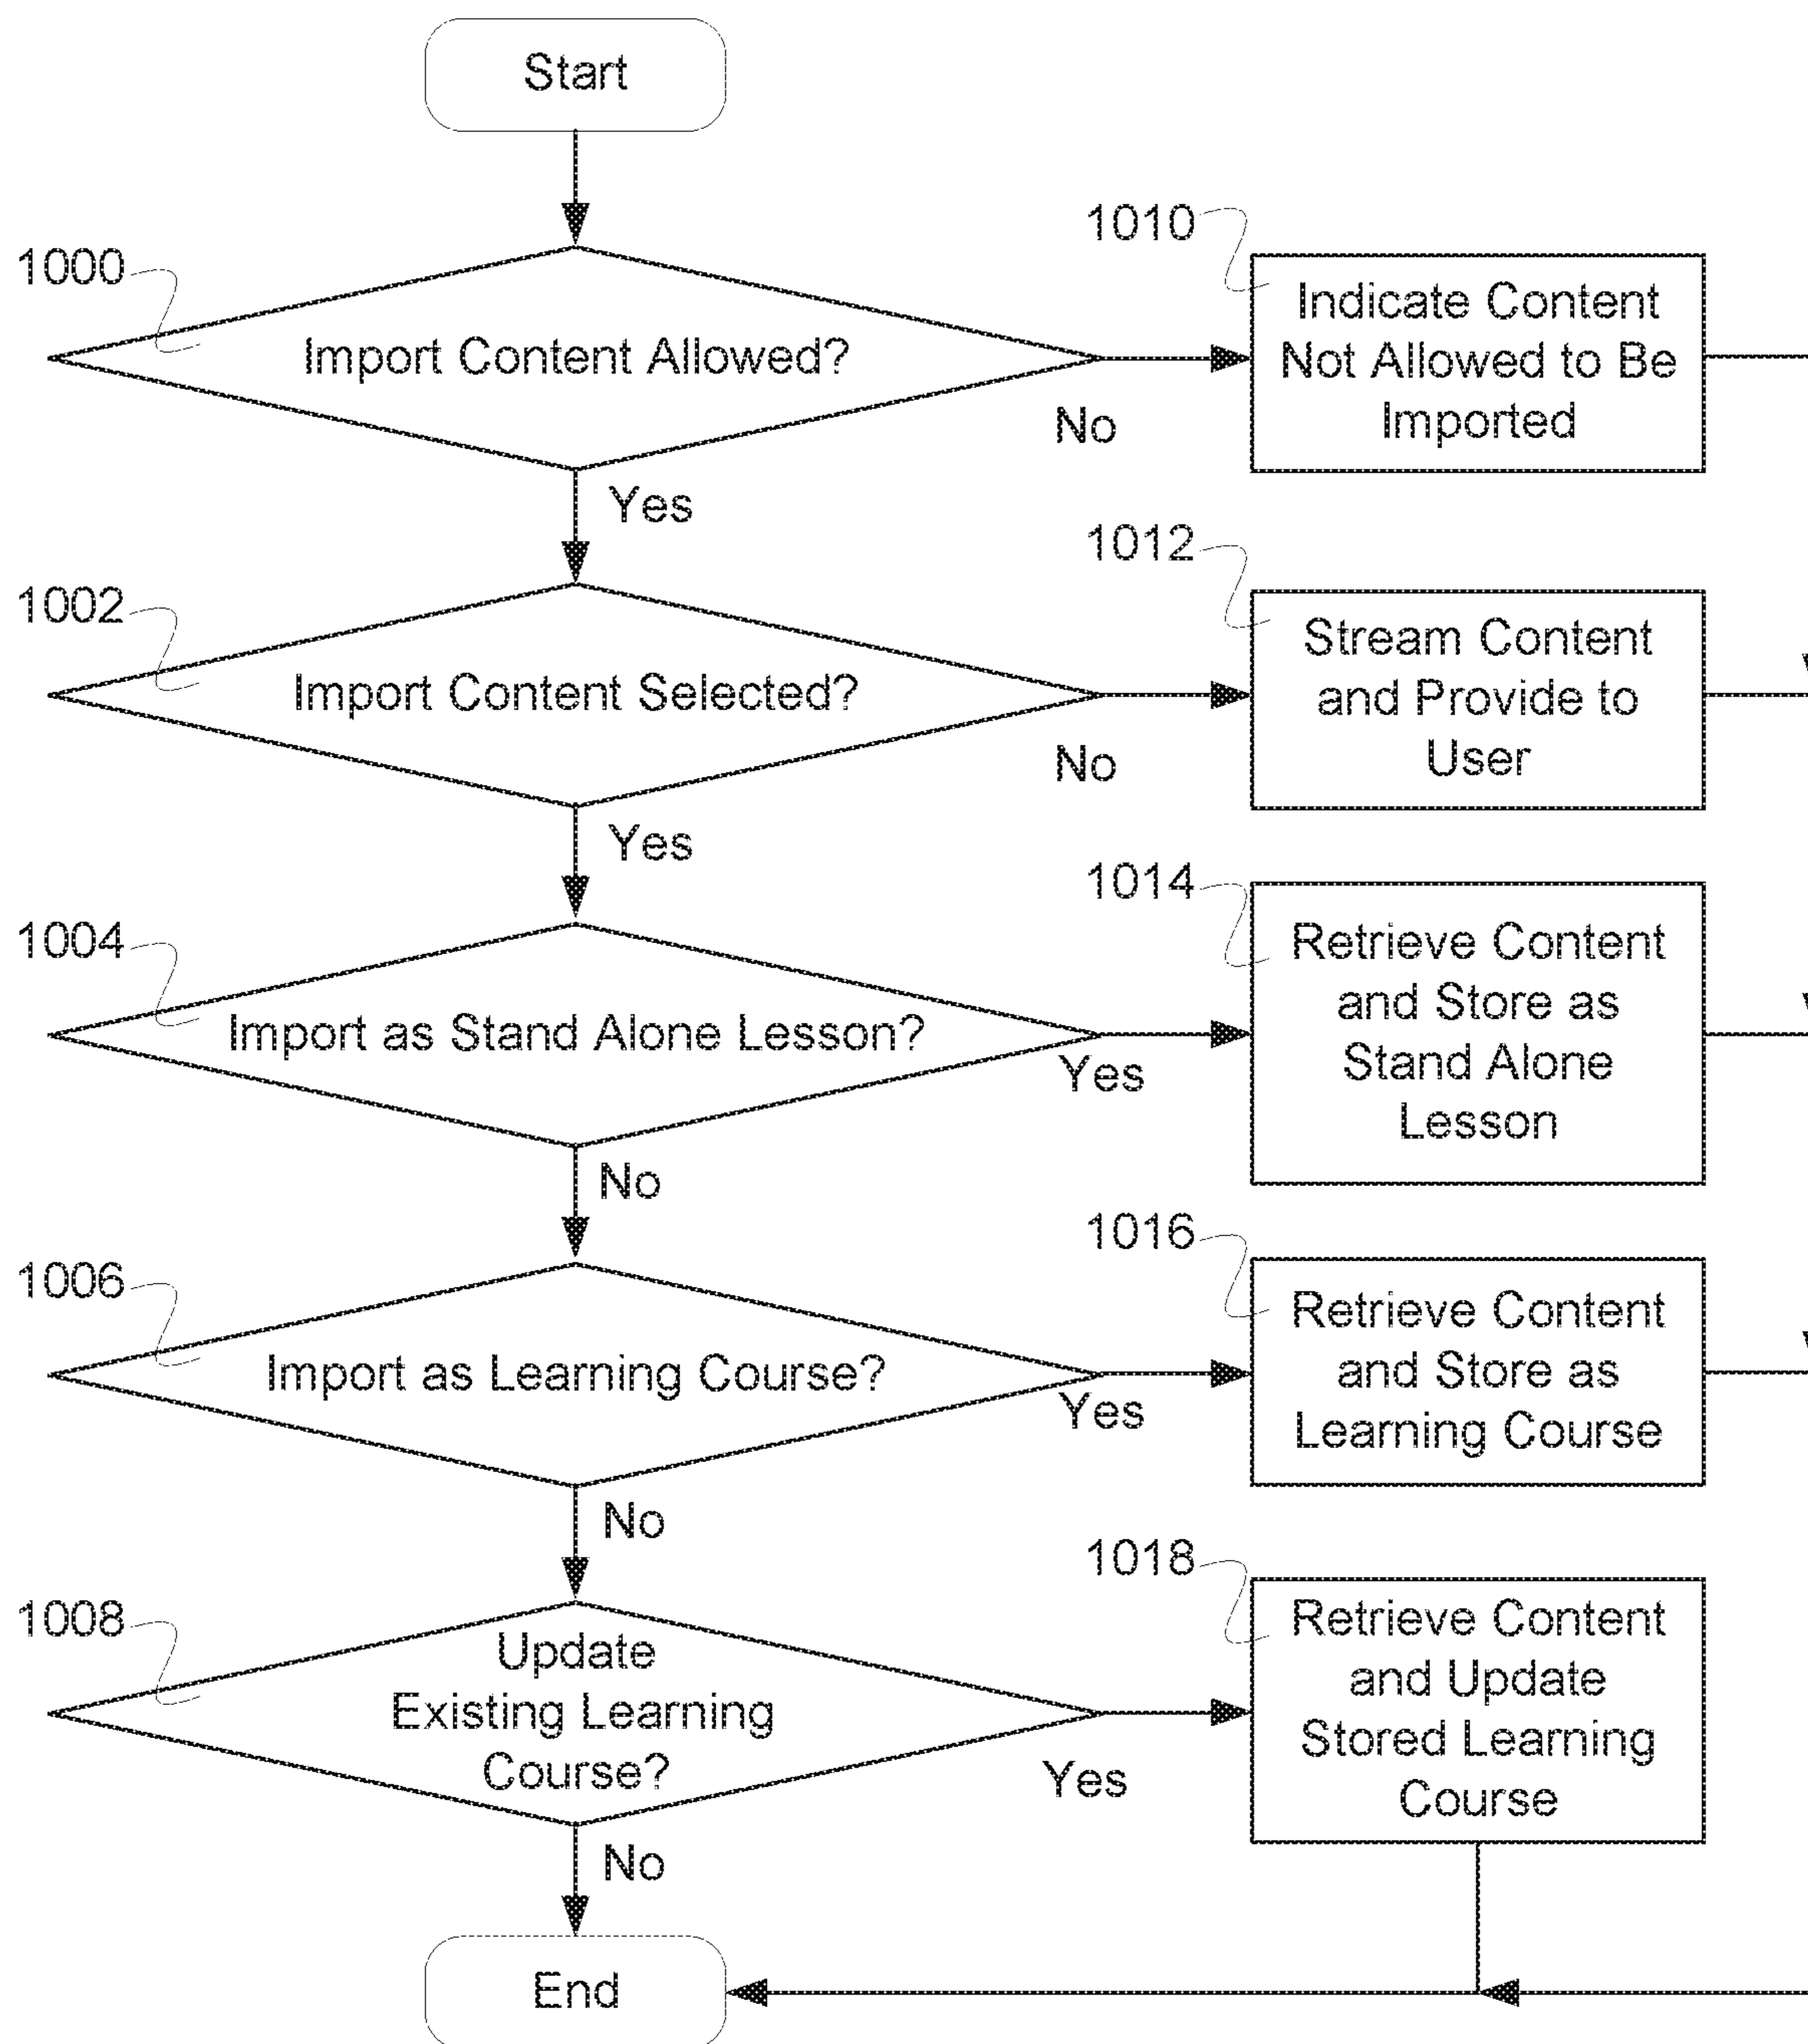 Start
1000
Import Content Allowed?
No
Yes
1010
Indicate Content
Not Allowed to Be
Imported
1002
Import Content Selected?
No
Yes
1012
Stream Content
and Provide to
User
1004
Import as Stand Alone Lesson?
Yes
No
1014
Retrieve Content
and Store as
Stand Alone
Lesson
1006
Import as Learning Course?
Yes
No
1016
Retrieve Content
and Store as
Learning Course
1008
Update
Existing Learning
Course?
Yes
No
1018
Retrieve Content
and Update
Stored Learning
Course
End